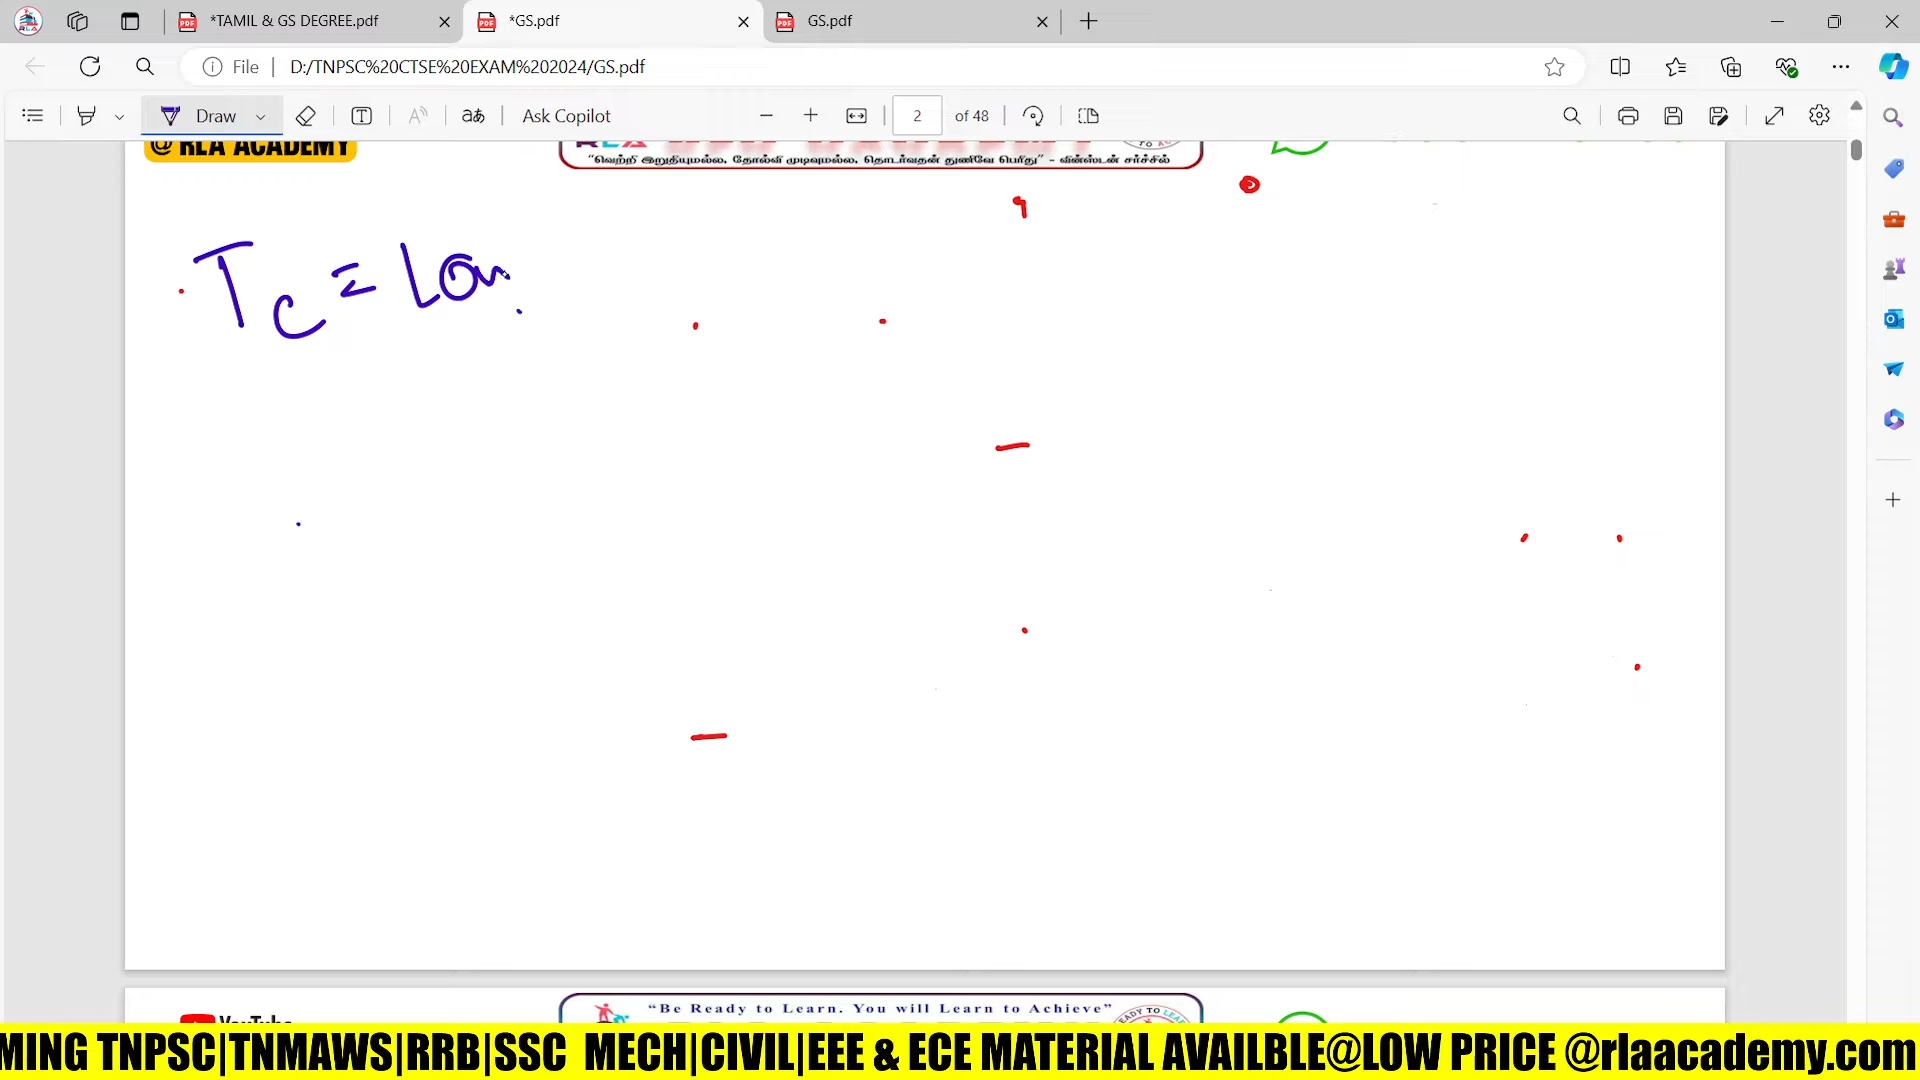 *TAMIL & GS DEGREE.pdf
*GS.pdf
GS.pdf
File
D:/TNPSC%20CTSE%20EXAM%202024/GS.pdf
Draw
Ask Copilot
2
of 48
@ RLA ACADEMY
"வெற்றி இறுதியுமல்ல, தோல்வி முடிவுமல்ல, தொடர்வதன் துணிவே பெரிது" - வின்ஸ்டன் சர்ச்சில்
Tc = Low
"Be Ready to Learn. You will Learn to Achieve"
YouTube
MING TNPSC|TNMAWS|RRB|SSC MECH|CIVIL|EEE & ECE MATERIAL AVAILBLE@LOW PRICE @rlaacademy.com